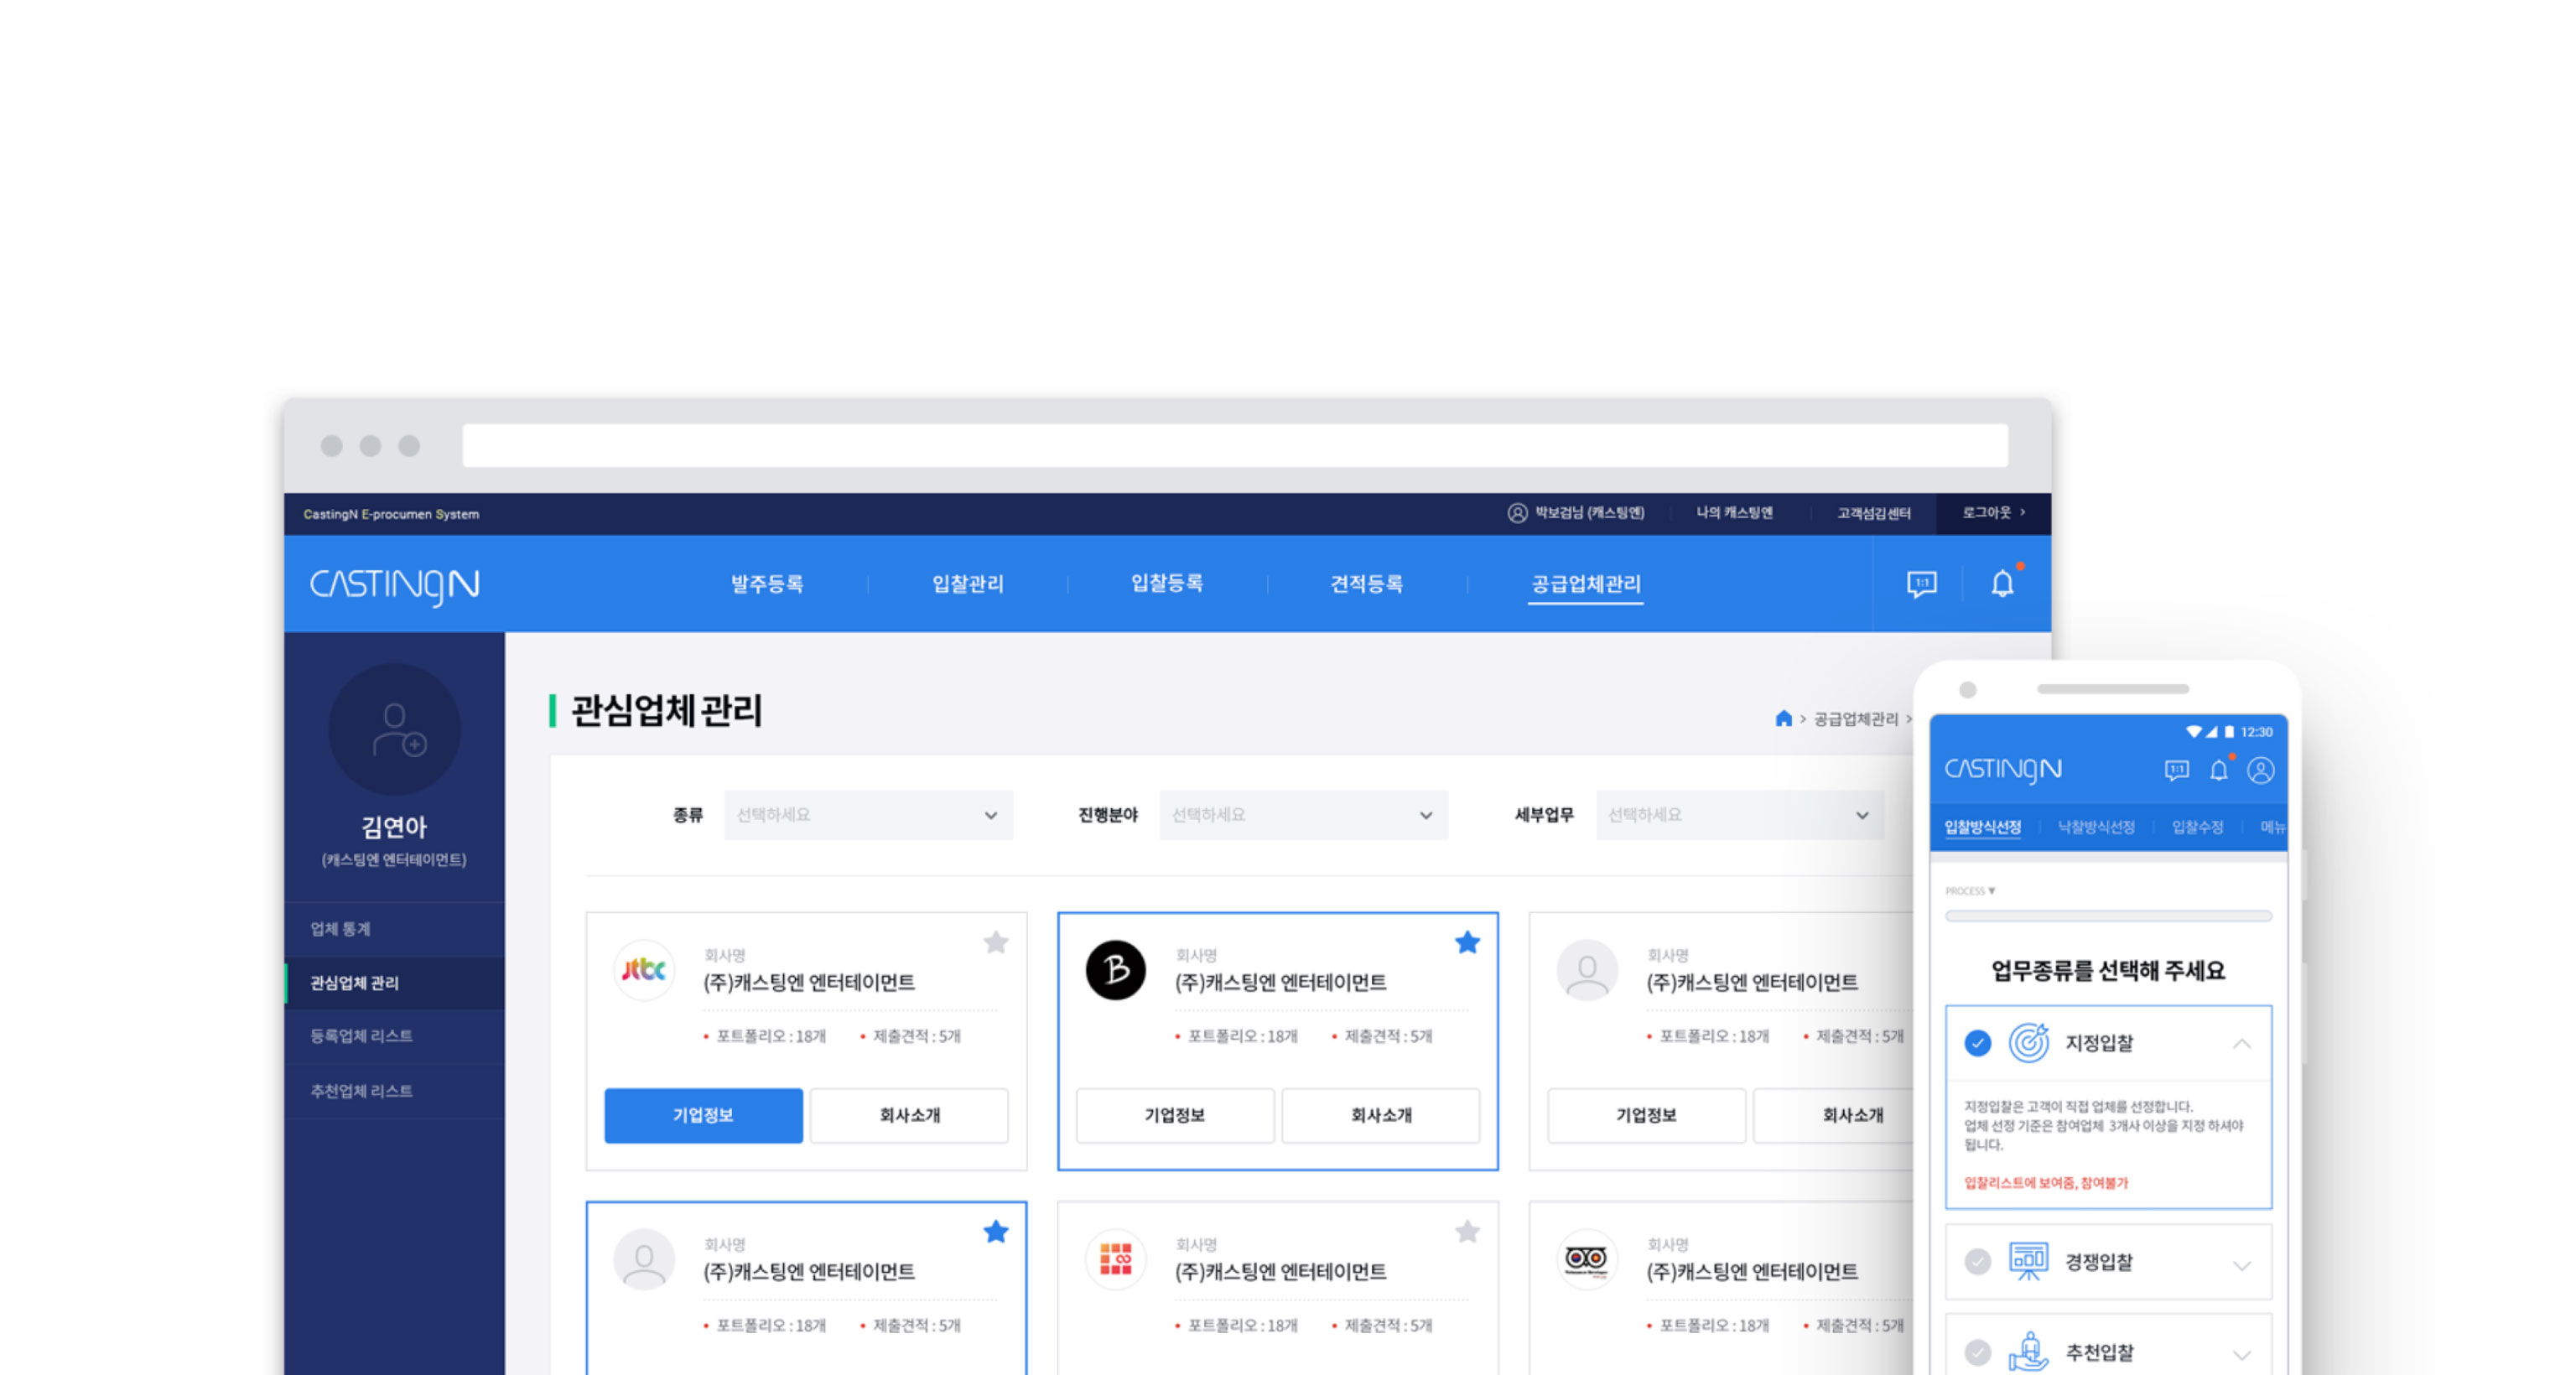 CastingN E-procumen System
박보검님 (캐스팅엔)
나의 캐스팅엔
고객섬김센터
로그아웃 >
CASTINgN
발주등록
입찰관리
입찰등록
견적등록
공급업체관리
1:1
김연아
(캐스팅엔 엔터테이먼트)
업체 통계
관심업체 관리
등록업체 리스트
추천업체 리스트
관심업체 관리
> 공급업체관리 >
종류
선택하세요
진행분야
선택하세요
세부업무
선택하세요
jtbc
회사명
(주)캐스팅엔 엔터테이먼트
• 포트폴리오 : 18개
• 제출견적 : 5개
기업정보
회사소개
B
회사명
(주)캐스팅엔 엔터테이먼트
• 포트폴리오 : 18개
• 제출견적 : 5개
기업정보
회사소개
회사명
(주)캐스팅엔 엔터테이먼트
• 포트폴리오 : 18개
• 제출견적 : 5개
기업정보
회사소개
회사명
(주)캐스팅엔 엔터테이먼트
• 포트폴리오 : 18개
• 제출견적 : 5개
회사명
(주)캐스팅엔 엔터테이먼트
• 포트폴리오 : 18개
• 제출견적 : 5개
회사명
(주)캐스팅엔 엔터테이먼트
• 포트폴리오 : 18개
• 제출견적 : 5개
12:30
CASTINgN
1:1
입찰방식선정
낙찰방식선정
입찰수정
메뉴
PROCESS ▼
업무종류를 선택해 주세요
지정입찰
지정입찰은 고객이 직접 업체를 선정합니다.
업체 선정 기준은 참여업체 3개사 이상을 지정 하셔야
됩니다.
입찰리스트에 보여줌, 참여불가
경쟁입찰
추천입찰